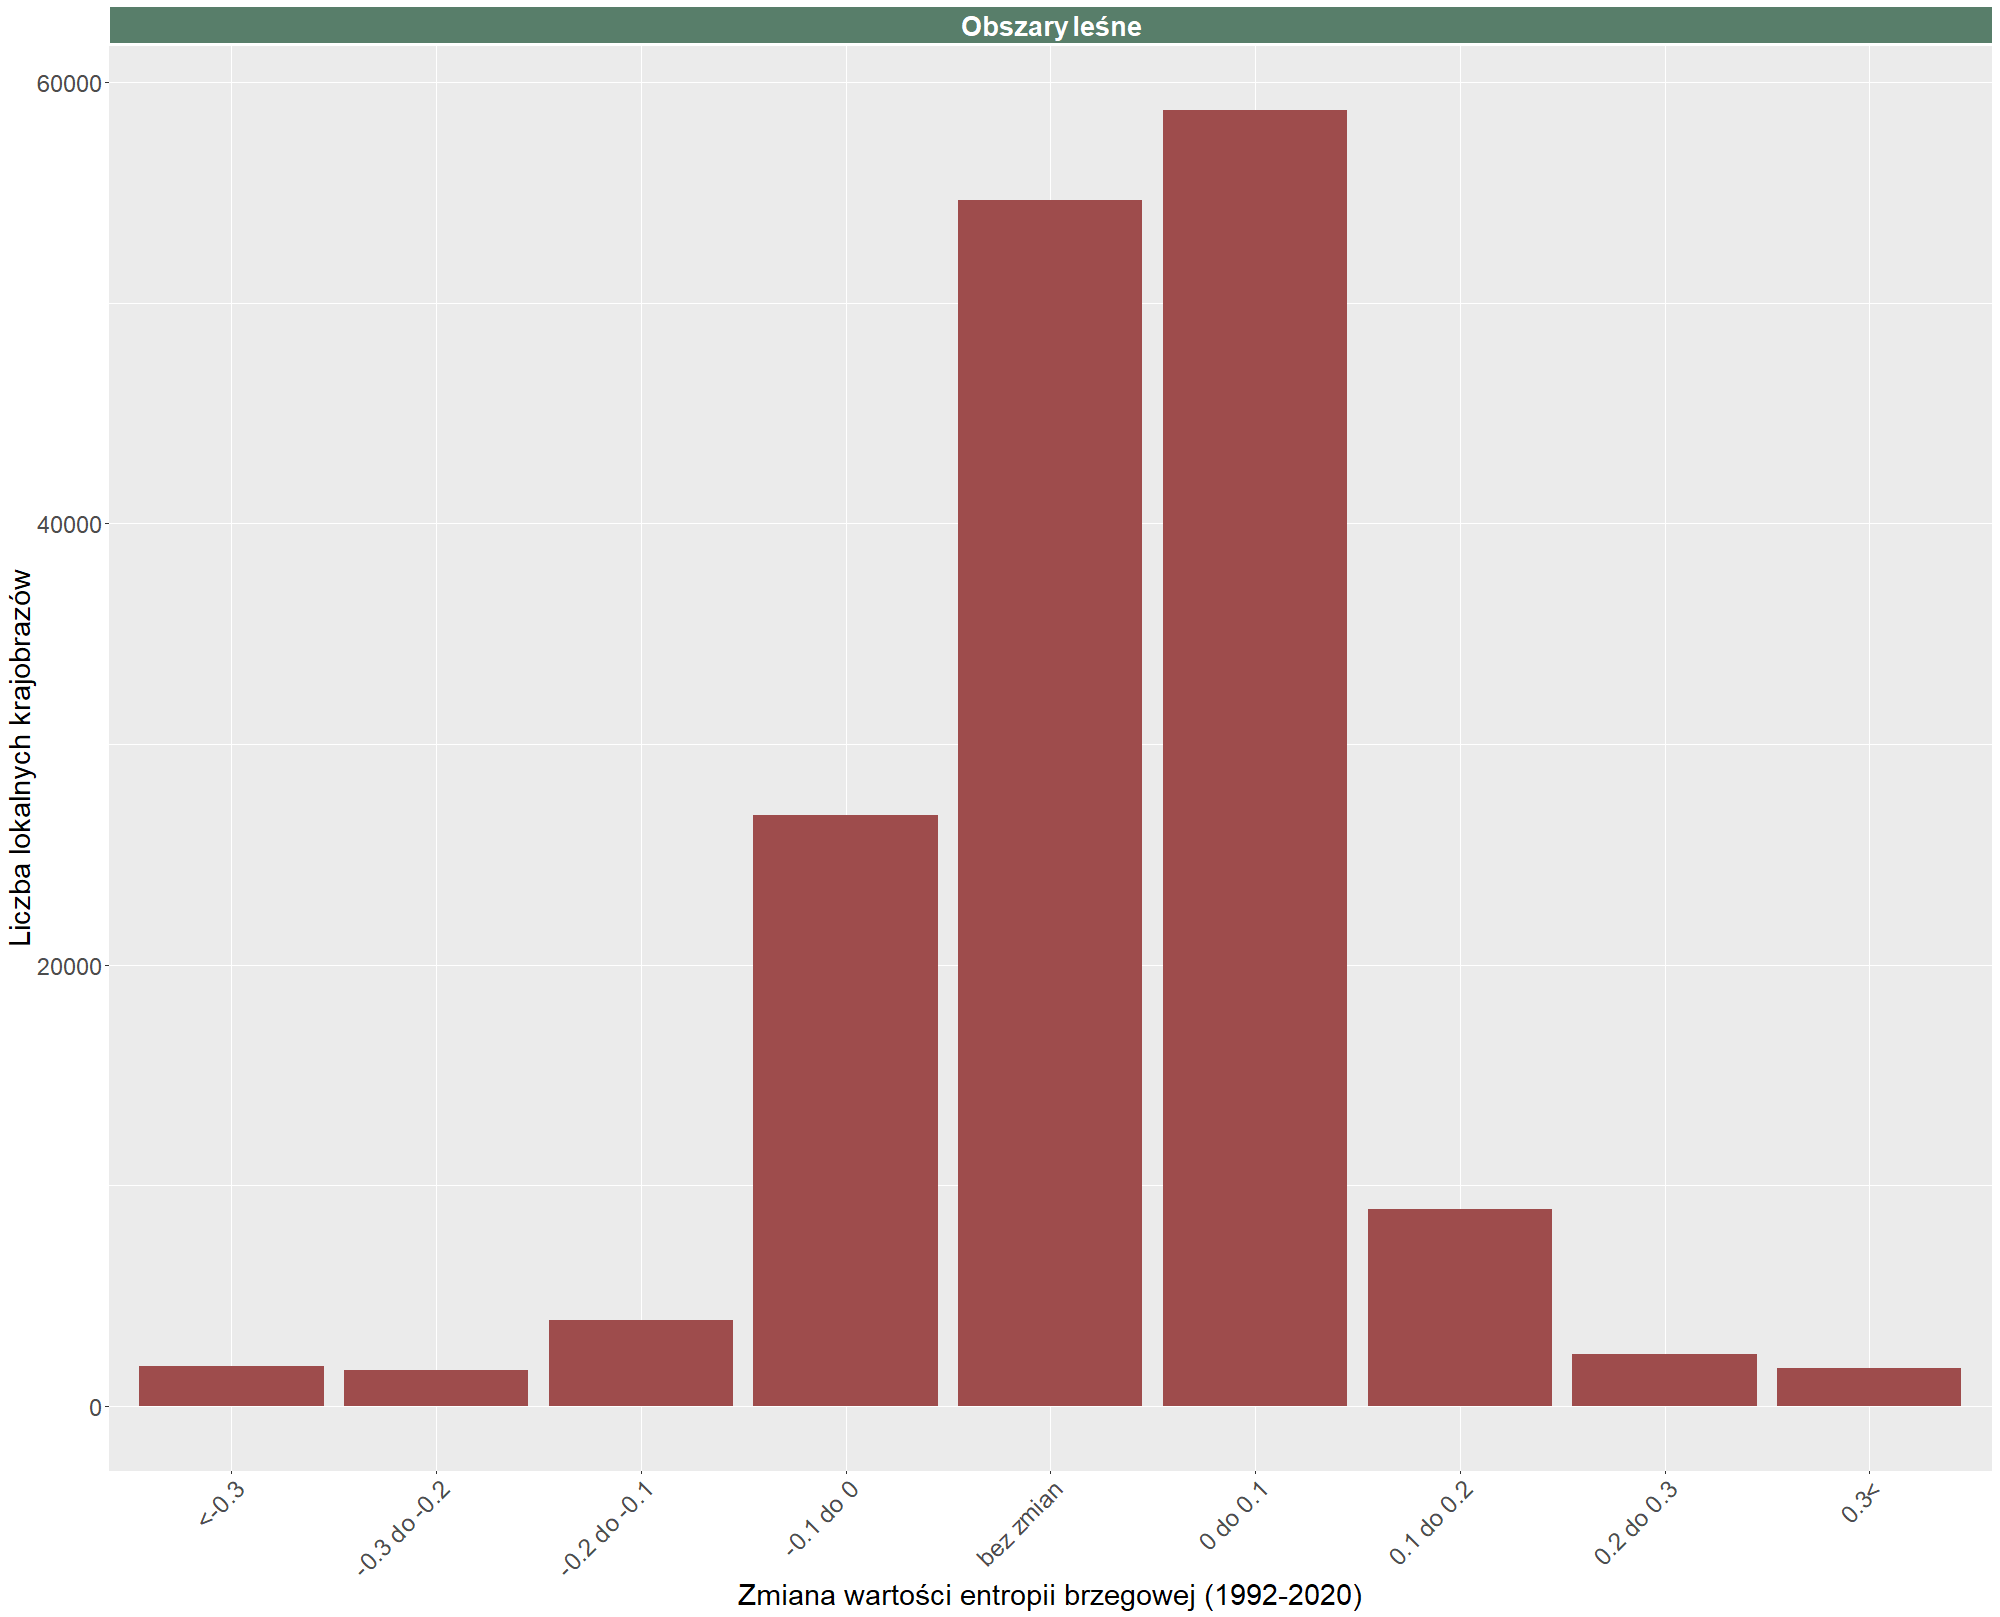 Obszary leśne
60000
40000
20000
0
Liczba lokalnych krajobrazów
<-0.3
-0.3 do -0.2
-0.2 do -0.1
-0.1 do 0
bez zmian
0 do 0.1
0.1 do 0.2
0.2 do 0.3
0.3<
Zmiana wartości entropii brzegowej (1992-2020)